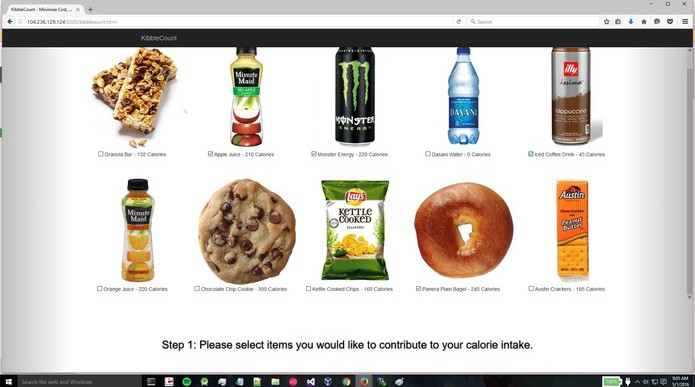 KibbleCount - Minimize Cost, ...
104.236.129.124:5000/kibblecount.html
Search
KibbleCount
Minute Maid
MONSTER
ENERGY
DASANI
illy
issimo
cappuccino
Granola Bar - 132 Calories
Apple Juice - 210 Calories
Monster Energy - 220 Calories
Dasani Water - 0 Calories
Iced Coffee Drink - 45 Calories
Minute Maid
Lay's
KETTLE COOKED
JALAPEÑO
Austin
Peanut Butter
Orange Juice - 220 Calories
Chocolate Chip Cookie - 300 Calories
Kettle Cooked Chips - 160 Calories
Panera Plain Bagel - 245 Calories
Austin Crackers - 195 Calories
Step 1: Please select items you would like to contribute to your calorie intake.
Search the web and Windows
9:05 AM
5/1/2016